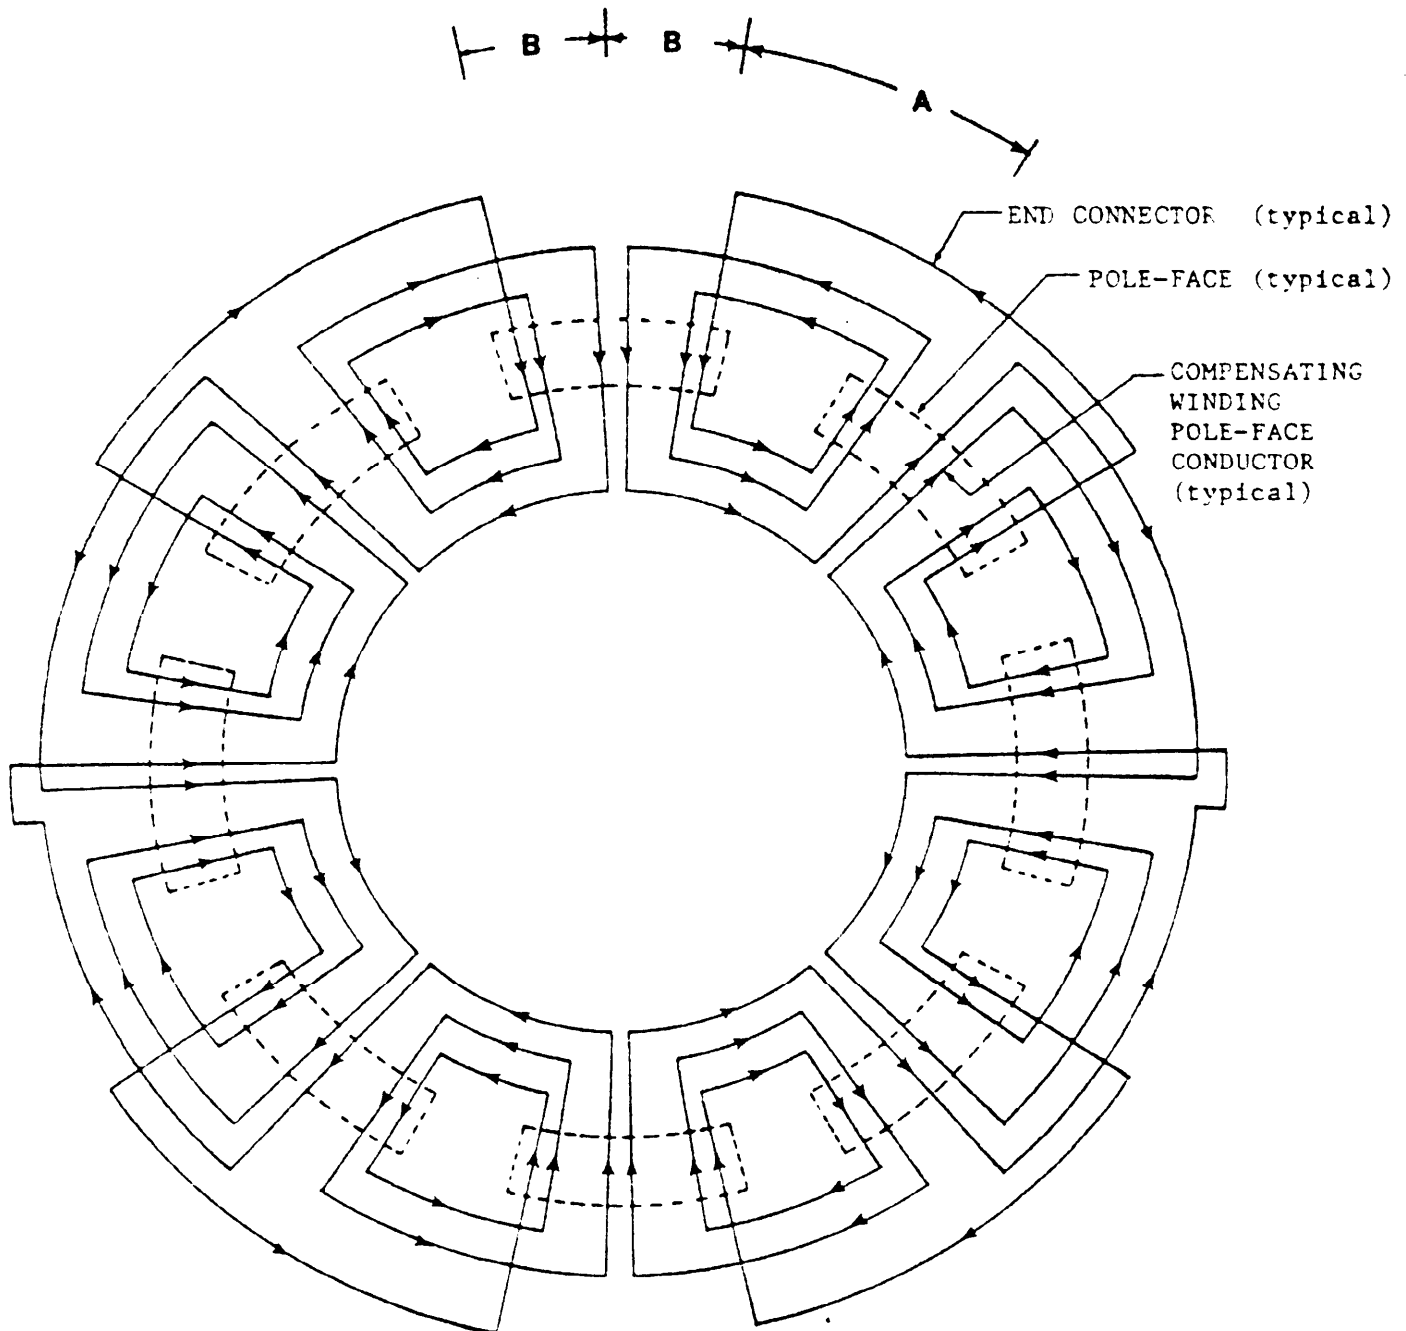 B B
A
END CONNECTOR (typical)
POLE-FACE (typical)
COMPENSATING
WINDING
POLE-FACE
CONDUCTOR
(typical)